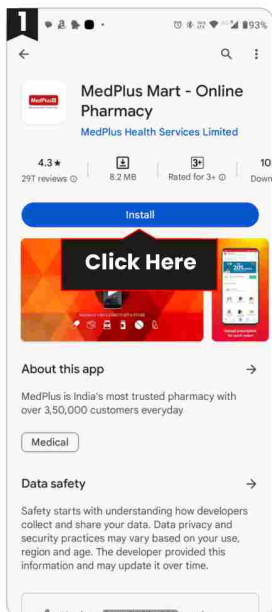 1
93%
MedPlus
MedPlus Mart - Online
Pharmacy
MedPlus Health Services Limited
4.3★
29T reviews
8.2 MB
3+
Rated for 3+
10
Down
Install
Click Here
About this app
MedPlus is India's most trusted pharmacy with
over 3,50,000 customers everyday
Medical
Data safety
Safety starts with understanding how developers
collect and share your data. Data privacy and
security practices may vary based on your use,
region and age. The developer provided this
information and may update it over time.